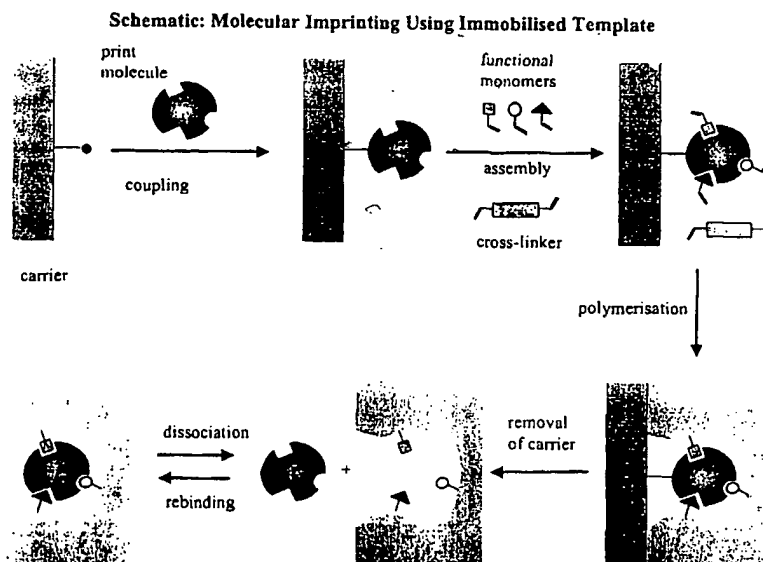 Schematic: Molecular Imprinting Using Immobilised Template
print
molecule
functional
monomers
coupling
assembly
cross-linker
carrier
polymerisation
dissociation
rebinding
+
removal
of carrier